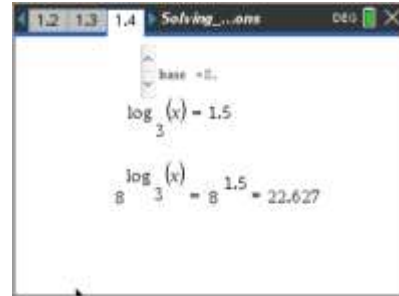 1.2 1.3 1.4 Solving_...ons DEG
base =8.
log₃(x) = 1.5
8^log₃(x) = 8^1.5 = 22.627